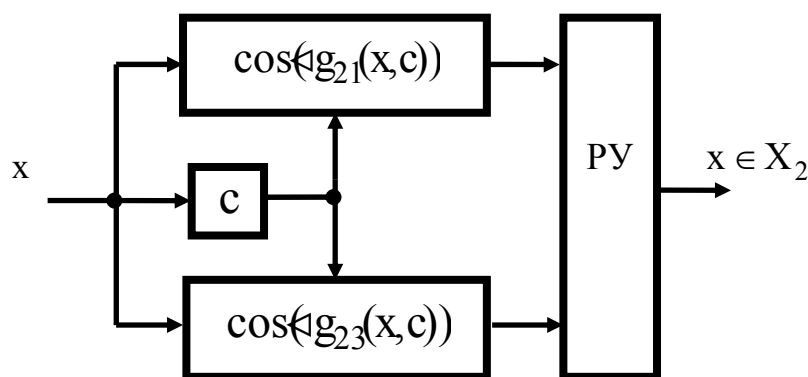 cos(∢g₂₁(x,c))
x
c
РУ
x ∈ X₂
cos(∢g₂₃(x,c))